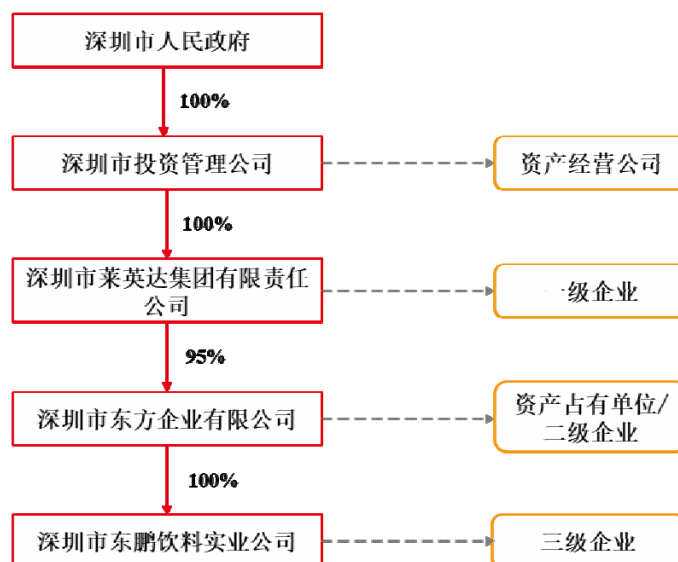 深圳市人民政府
100%
深圳市投资管理公司
资产经营公司
100%
深圳市莱英达集团有限责任
公司
一级企业
95%
深圳市东方企业有限公司
资产占有单位/
二级企业
100%
深圳市东鹏饮料实业公司
三级企业